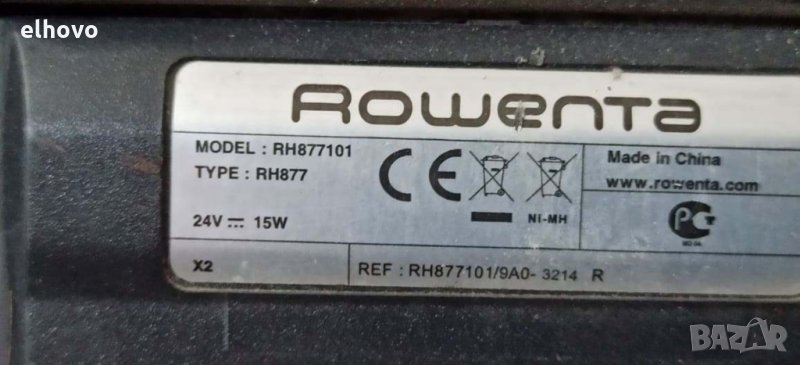 elhovo
Rowenta
MODEL : RH877101
TYPE : RH877
24V 15W
NI-MH
Made in China
www.rowenta.com
X2
REF : RH877101/9A0- 3214 R
BAZAR